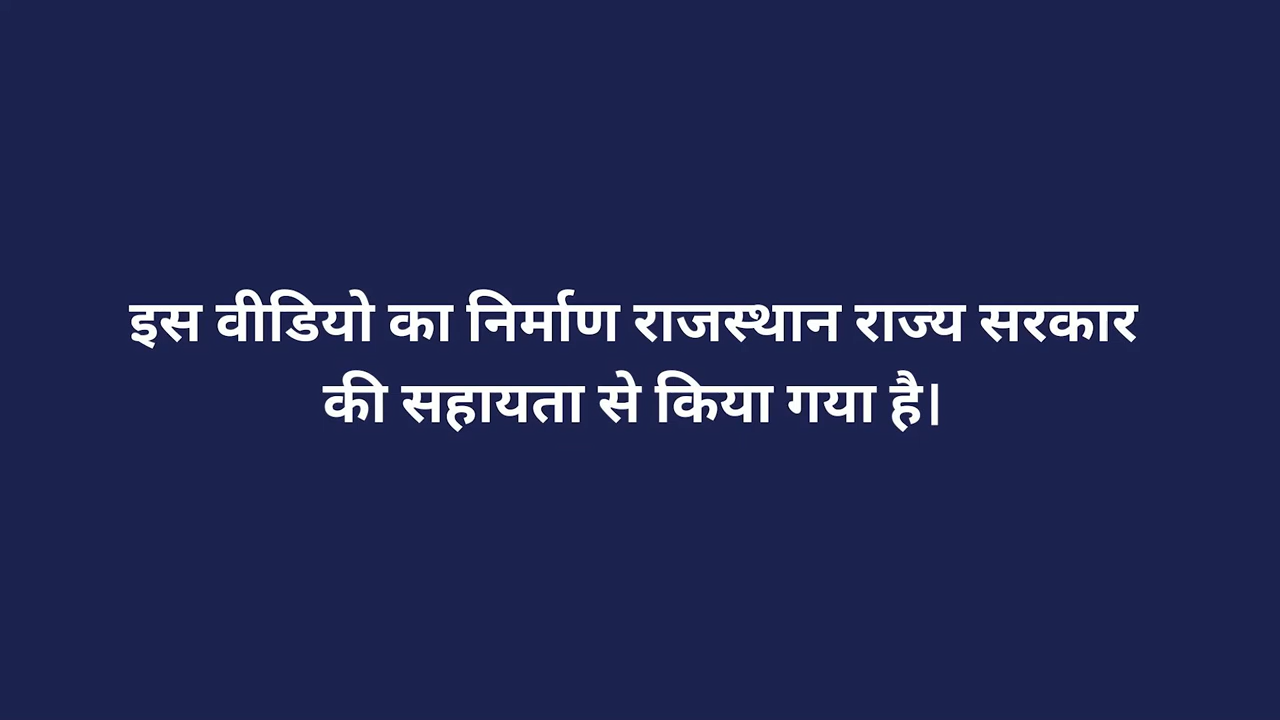 इस वीडियो का निर्माण राजस्थान राज्य सरकार
की सहायता से किया गया है।